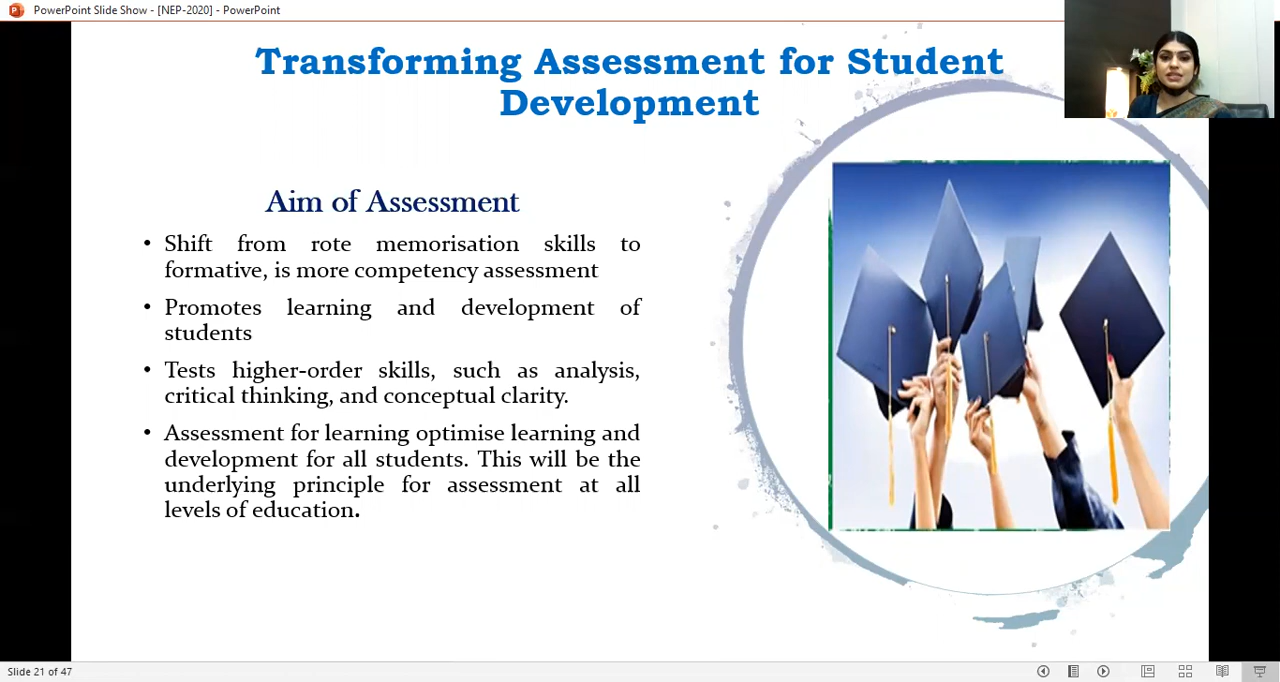 PowerPoint Slide Show - [NEP-2020] - PowerPoint
Transforming Assessment for Student
Development
Aim of Assessment
• Shift from rote memorisation skills to
formative, is more competency assessment
• Promotes learning and development of
students
• Tests higher-order skills, such as analysis,
critical thinking, and conceptual clarity.
• Assessment for learning optimise learning and
development for all students. This will be the
underlying principle for assessment at all
levels of education.
Slide 21 of 47